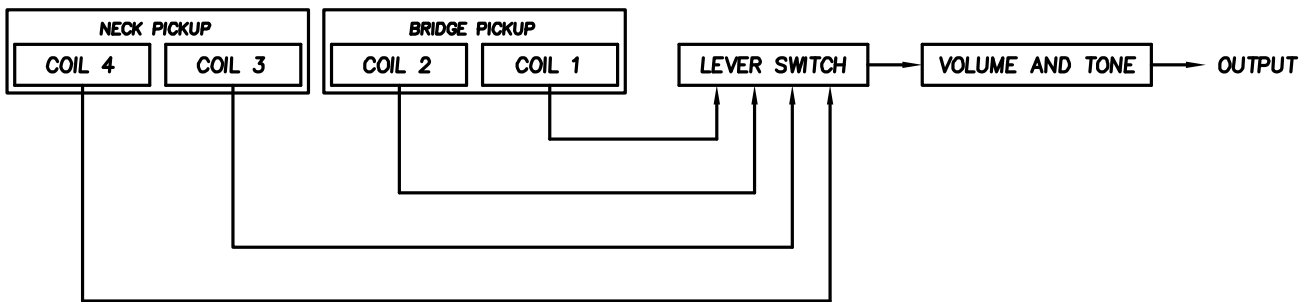 NECK PICKUP
BRIDGE PICKUP
COIL 4
COIL 3
COIL 2
COIL 1
LEVER SWITCH
VOLUME AND TONE
OUTPUT